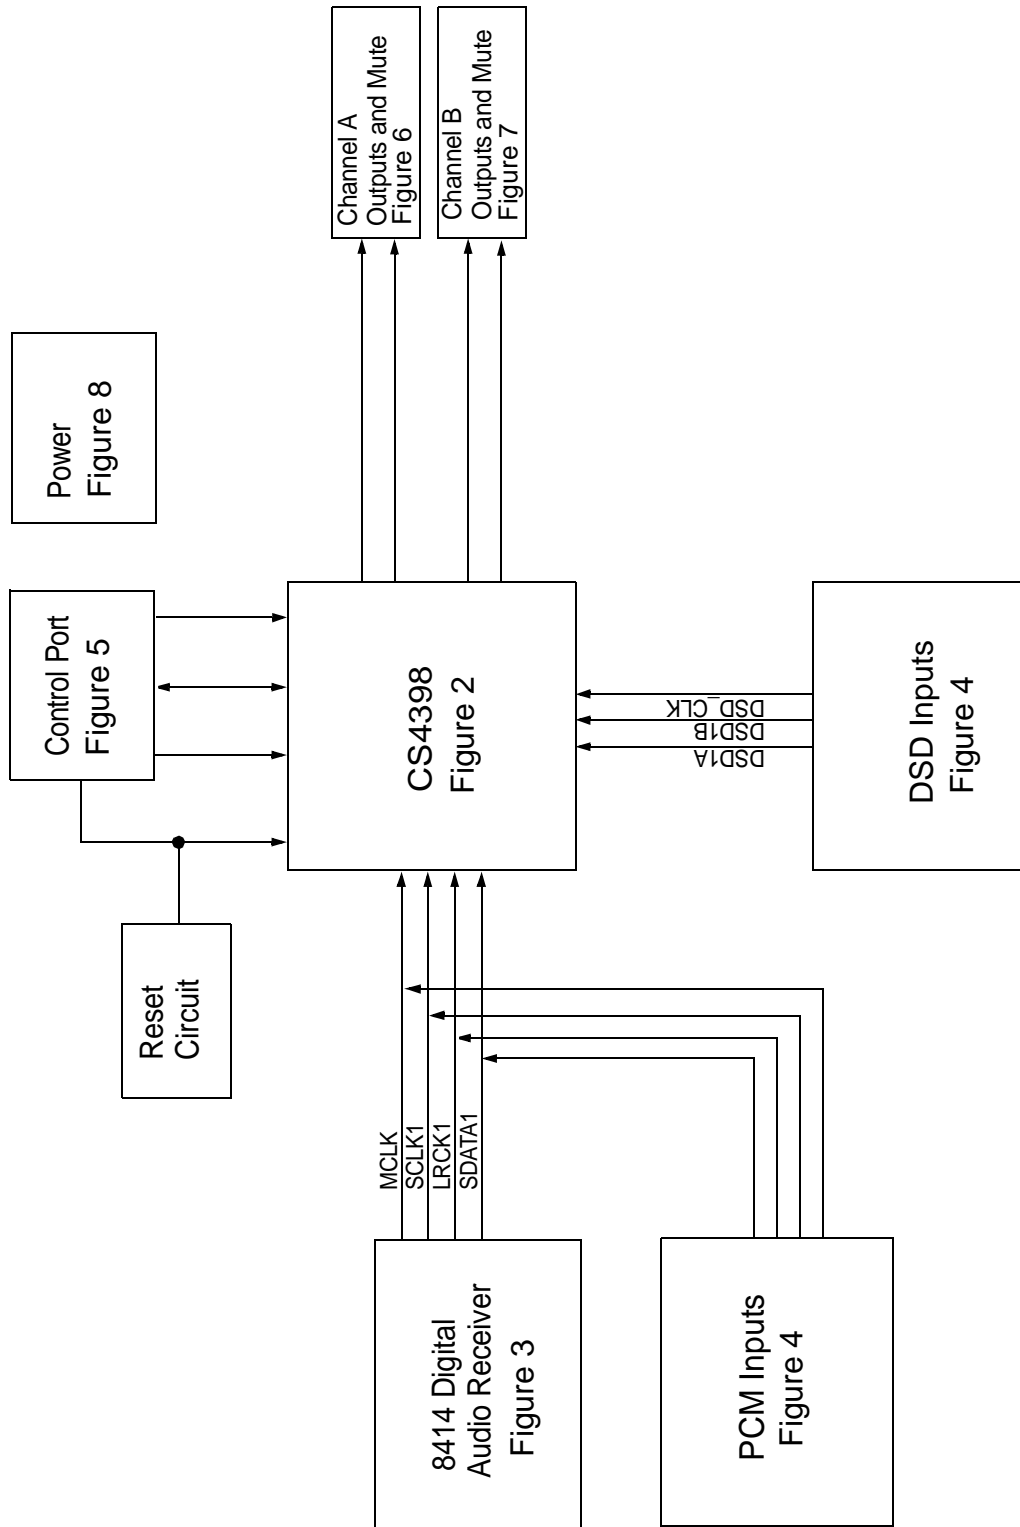 Reset
Circuit
Control Port
Figure 5
Power
Figure 8
8414 Digital
Audio Receiver
Figure 3
MCLK
SCLK1
LRCK1
SDATA1
CS4398
Figure 2
Channel A
Outputs and Mute
Figure 6
Channel B
Outputs and Mute
Figure 7
PCM Inputs
Figure 4
DSD1A
DSD1B
DSD_CLK
DSD Inputs
Figure 4